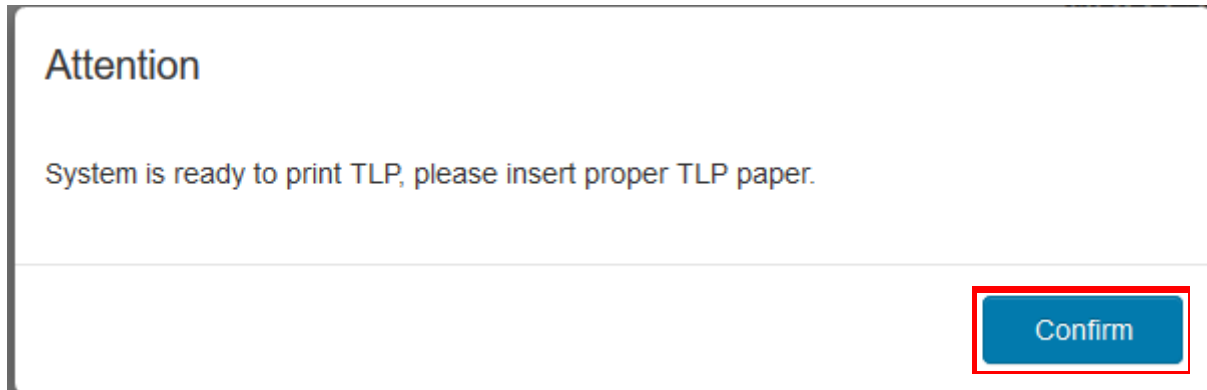 Attention
System is ready to print TLP, please insert proper TLP paper.
Confirm